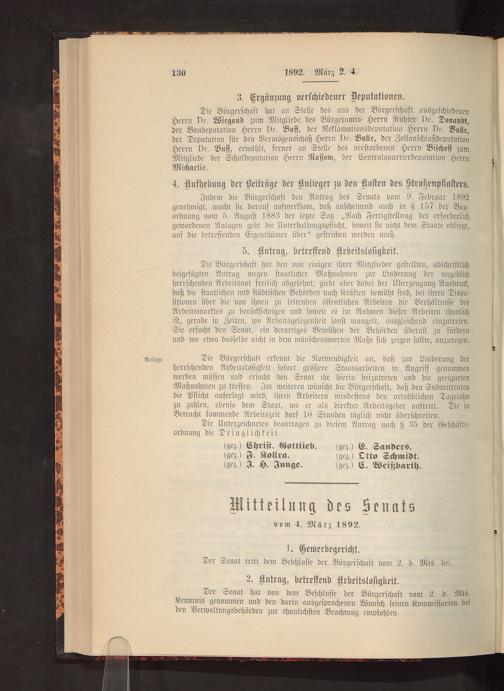 130
1892. März 2. 4.
3. Ergänzung verschiedener Deputationen.
Die Bürgerschaft hat an Stelle des aus der Bürgerschaft ausgeschiedenen
Herrn Dr. Wiegand zum Mitgliede des Bürgeramts Herrn Richter Dr. Donandt,
der Baudeputation Herrn Dr. Buff, der Reklamationsdeputation Herrn Dr. Bulle,
der Deputation für den Vermögensschoß Herrn Dr. Bulle, der Zollanschlußdeputation
Herrn Dr. Buff, erwählt, ferner an Stelle des verstorbenen Herrn Bischoff zum
Mitgliede der Schuldeputation Herrn Rassow, der Centralquartierdeputation Herrn
Michaelis.
4. Aufhebung der Beiträge der Anlieger zu den Kosten des Straßenpflasters.
Indem die Bürgerschaft den Antrag des Senats vom 9. Februar 1892
genehmigt, macht sie darauf aufmerksam, daß anscheinend auch in § 157 der Bau-
ordnung vom 5. August 1883 der letzte Satz „Nach Fertigstellung der erforderlich
gewordenen Anlagen geht die Unterhaltungspflicht, soweit sie nicht dem Staate obliegt,
auf die betreffenden Eigenthümer über“ gestrichen werden muß.
5. Antrag, betreffend Arbeitslosigkeit.
Die Bürgerschaft hat den von einigen ihrer Mitglieder gestellten, abschriftlich
beigefügten Antrag wegen staatlicher Maßnahmen zur Linderung der angeblich
herrschenden Arbeitsnot freilich abgelehnt, giebt aber dabei der Überzeugung Ausdruck,
daß die staatlichen und städtischen Behörden nach Kräften bemüht sind, bei ihren Dispo-
sitionen über die von ihnen zu leitenden öffentlichen Arbeiten die Verhältnisse des
Arbeitsmarktes zu berücksichtigen und soweit es im Rahmen dieser Arbeiten thunlich
ist, gerade in Zeiten, wo Arbeitsgelegenheit sonst mangelt, ausgleichend einzutreten.
Sie ersucht den Senat, ein derartiges Bemühen der Behörden überall zu fördern
und wo etwa dasselbe nicht in dem wünschenswerten Maße sich zeigen sollte, anzuregen.
Anlage
Die Bürgerschaft erkennt die Notwendigkeit an, daß zur Linderung der
herrschenden Arbeitslosigkeit sofort größere Staatsarbeiten in Angriff genommen
werden müssen und ersucht den Senat ihr hierin beizutreten und die geeigneten
Maßnahmen zu treffen. Im weiteren wünscht die Bürgerschaft, daß den Submittenten
die Pflicht auferlegt wird, ihren Arbeitern mindestens den ortsüblichen Tagelohn
zu zahlen, ebenso dem Staat, wo er als direkter Arbeitgeber auftritt. Die in
Betracht kommende Arbeitszeit darf 10 Stunden täglich nicht überschreiten.
Die Unterzeichneten beantragen zu diesem Antrag nach § 35 der Geschäfts-
ordnung die Dringlichkeit.
(gez.) Christ. Gottlieb. (gez.) E. Sanders.
(gez.) F. Kollra. (gez.) Otto Schmidt.
(gez.) J. H. Junge. (gez.) C. Weißbarth.
Mitteilung des Senats
vom 4. März 1892.
1. Gewerbegericht.
Der Senat tritt dem Beschlusse der Bürgerschaft vom 2. d. Mts. bei.
2. Antrag, betreffend Arbeitslosigkeit.
Der Senat hat von dem Beschlusse der Bürgerschaft vom 2. d. Mts.
Kenntnis genommen und den darin ausgesprochenen Wunsch seinen Kommissarien bei
den Verwaltungsbehörden zur thunlichsten Beachtung empfohlen.